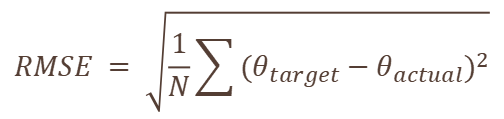 RMSE = √(1/N ∑ (θ_target − θ_actual)²)